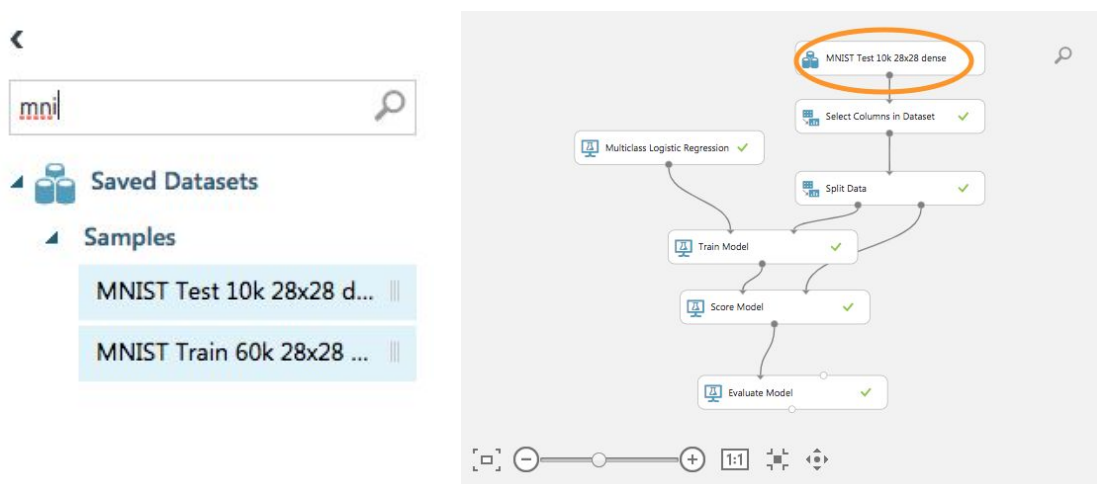 mni
Saved Datasets
Samples
MNIST Test 10k 28x28 d...
MNIST Train 60k 28x28 ...
MNIST Test 10k 28x28 dense
Select Columns in Dataset
Multiclass Logistic Regression
Split Data
Train Model
Score Model
Evaluate Model
1:1